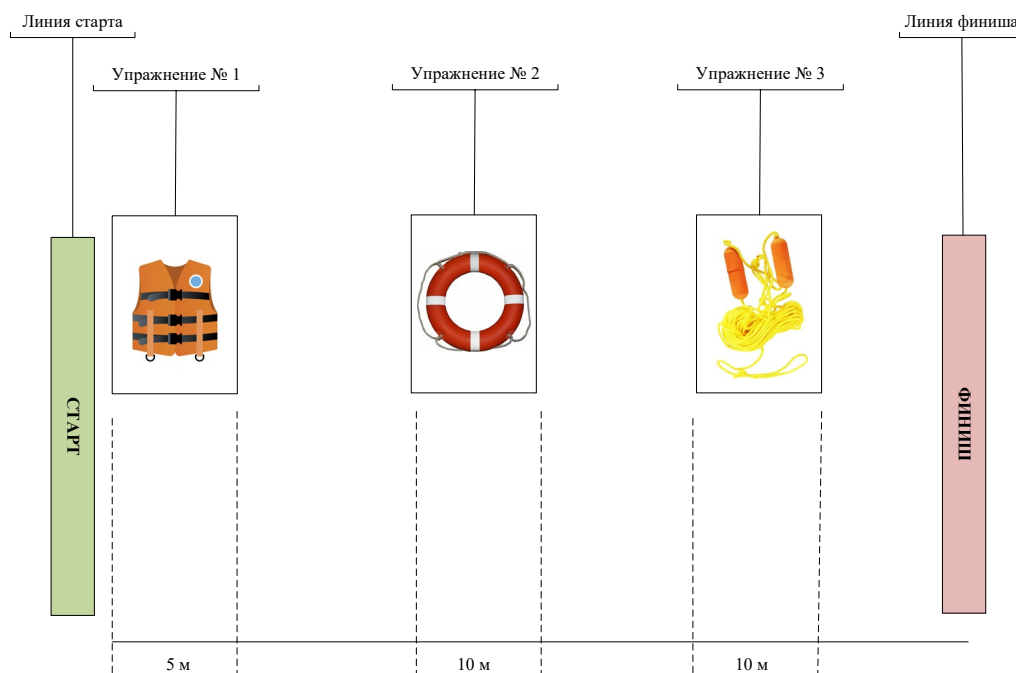 Линия старта
Линия финиша
Упражнение № 1
Упражнение № 2
Упражнение № 3
СТАРТ
ФИНИШ
5 м
10 м
10 м